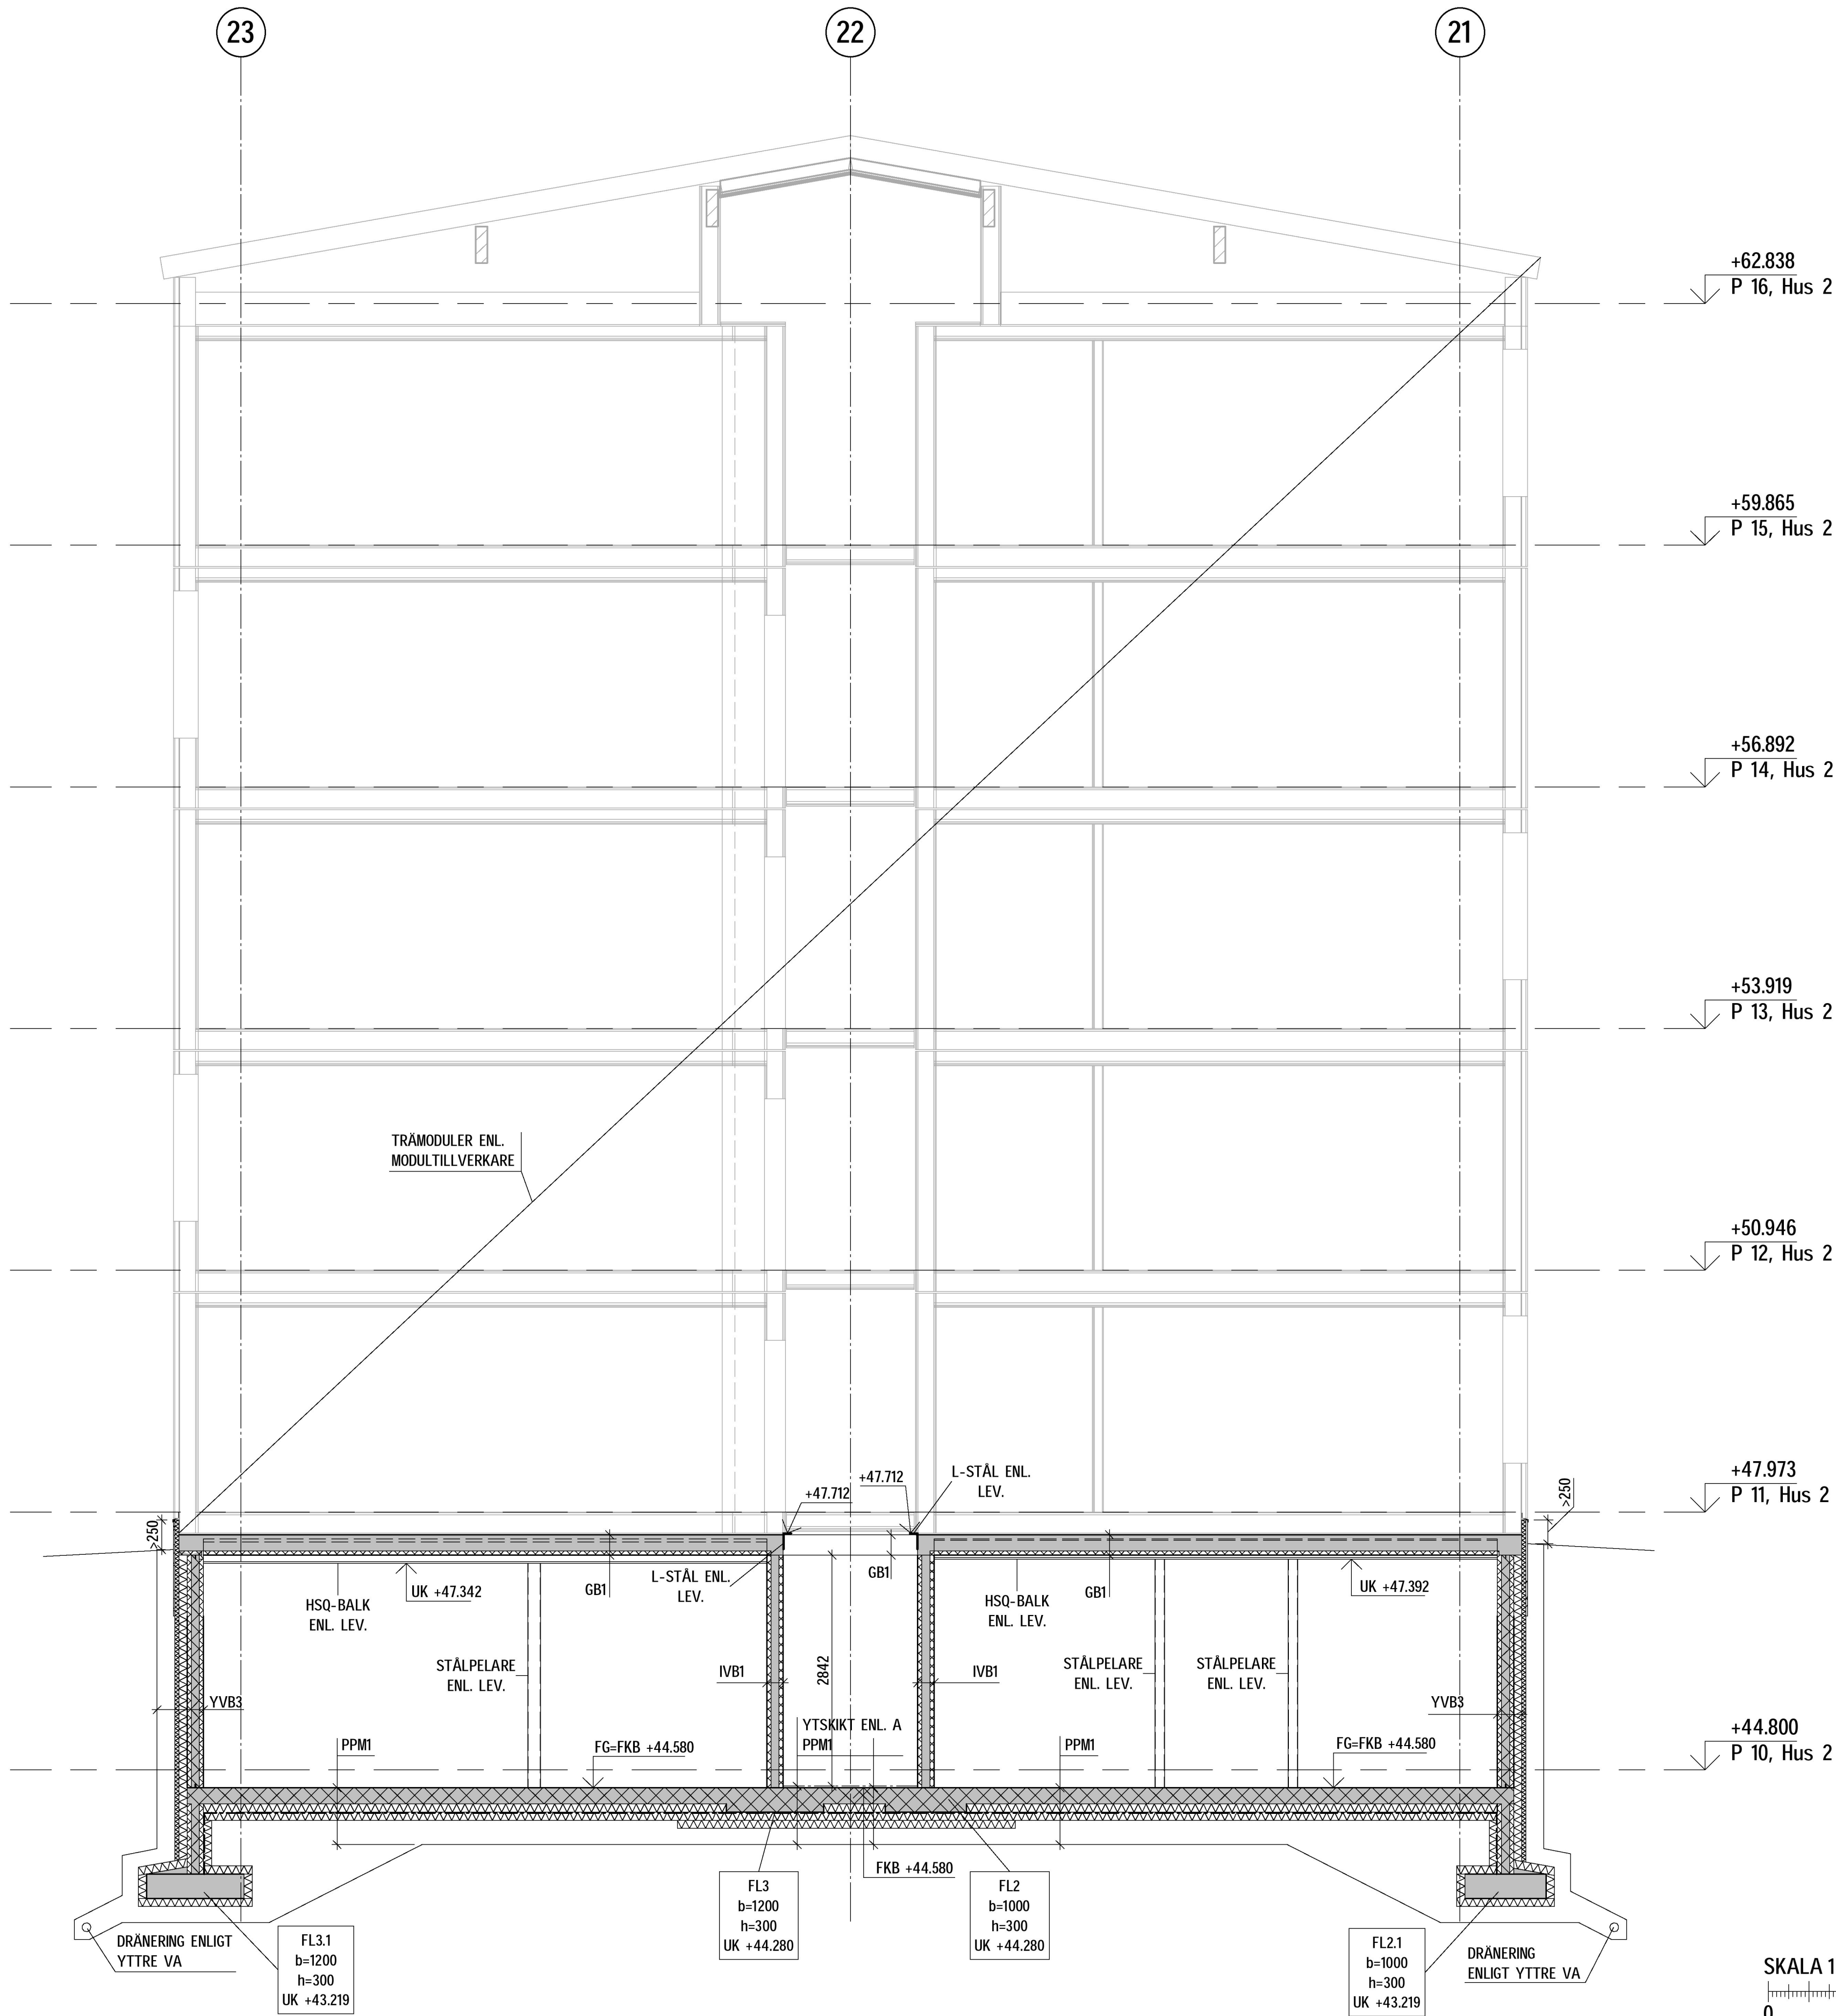 23
22
21
+62.838
P 16, Hus 2
+59.865
P 15, Hus 2
+56.892
P 14, Hus 2
+53.919
P 13, Hus 2
TRÄMODULER ENL.
MODULTILLVERKARE
+50.946
P 12, Hus 2
+47.973
P 11, Hus 2
>250
>250
+47.712
+47.712
L-STÅL ENL.
LEV.
L-STÅL ENL.
LEV.
HSQ-BALK
ENL. LEV.
UK +47.342
GB1
GB1
HSQ-BALK
ENL. LEV.
GB1
UK +47.392
STÅLPELARE
ENL. LEV.
IVB1
2842
IVB1
STÅLPELARE
ENL. LEV.
STÅLPELARE
ENL. LEV.
YVB3
YVB3
PPM1
FG=FKB +44.580
YTSKIKT ENL. A
PPM1
PPM1
FG=FKB +44.580
+44.800
P 10, Hus 2
FKB +44.580
FL3
b=1200
h=300
UK +44.280
FL2
b=1000
h=300
UK +44.280
DRÄNERING ENLIGT
YTTRE VA
FL3.1
b=1200
h=300
UK +43.219
FL2.1
b=1000
h=300
UK +43.219
DRÄNERING
ENLIGT YTTRE VA
SKALA 1
0